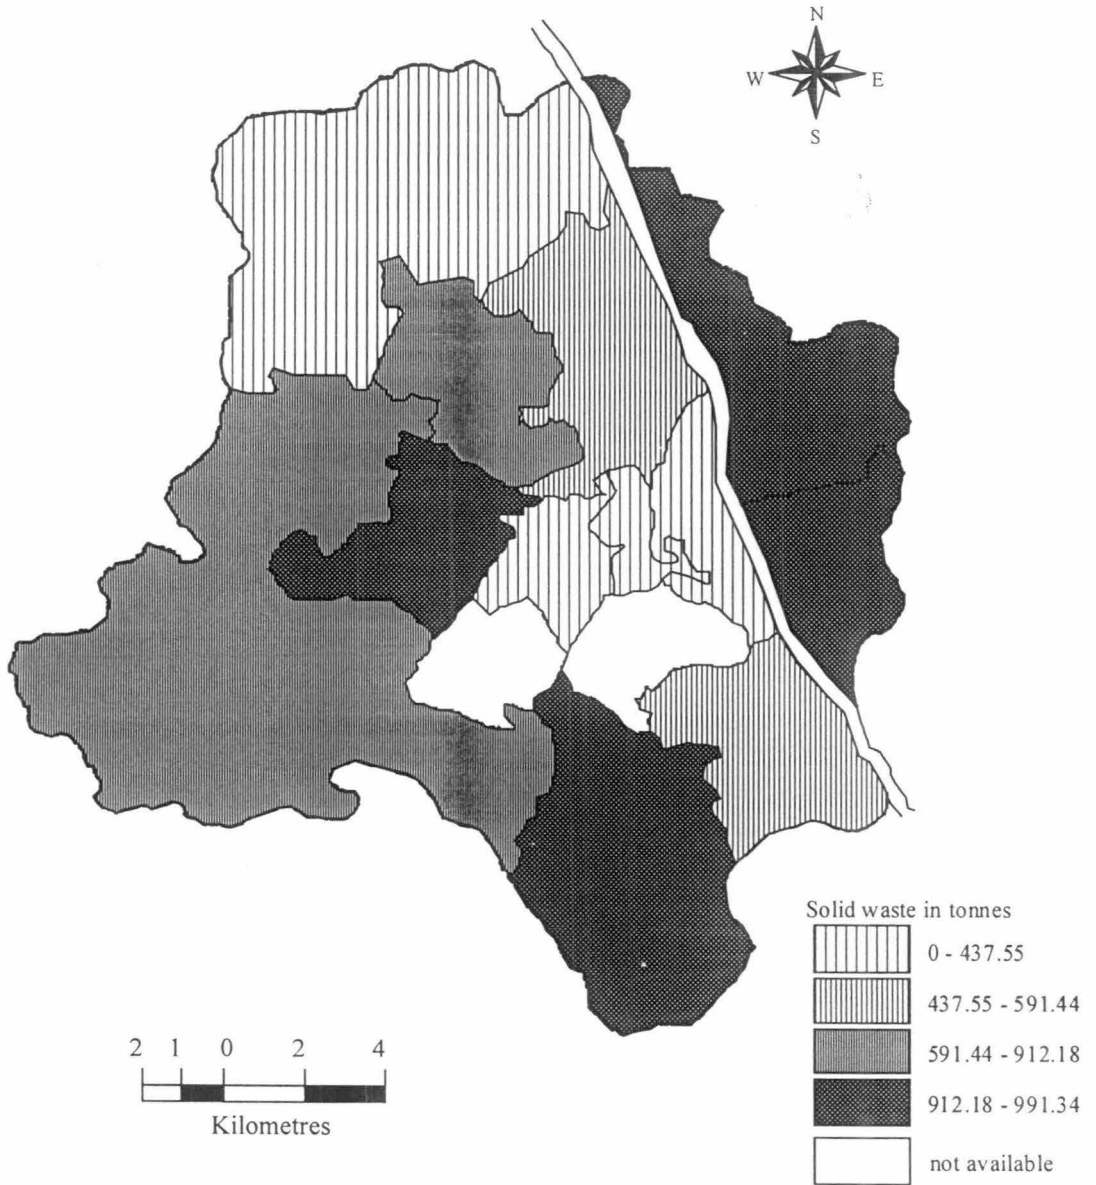 N
W E
S
Solid waste in tonnes
0 - 437.55
437.55 - 591.44
591.44 - 912.18
912.18 - 991.34
not available
2 1 0 2 4
Kilometres